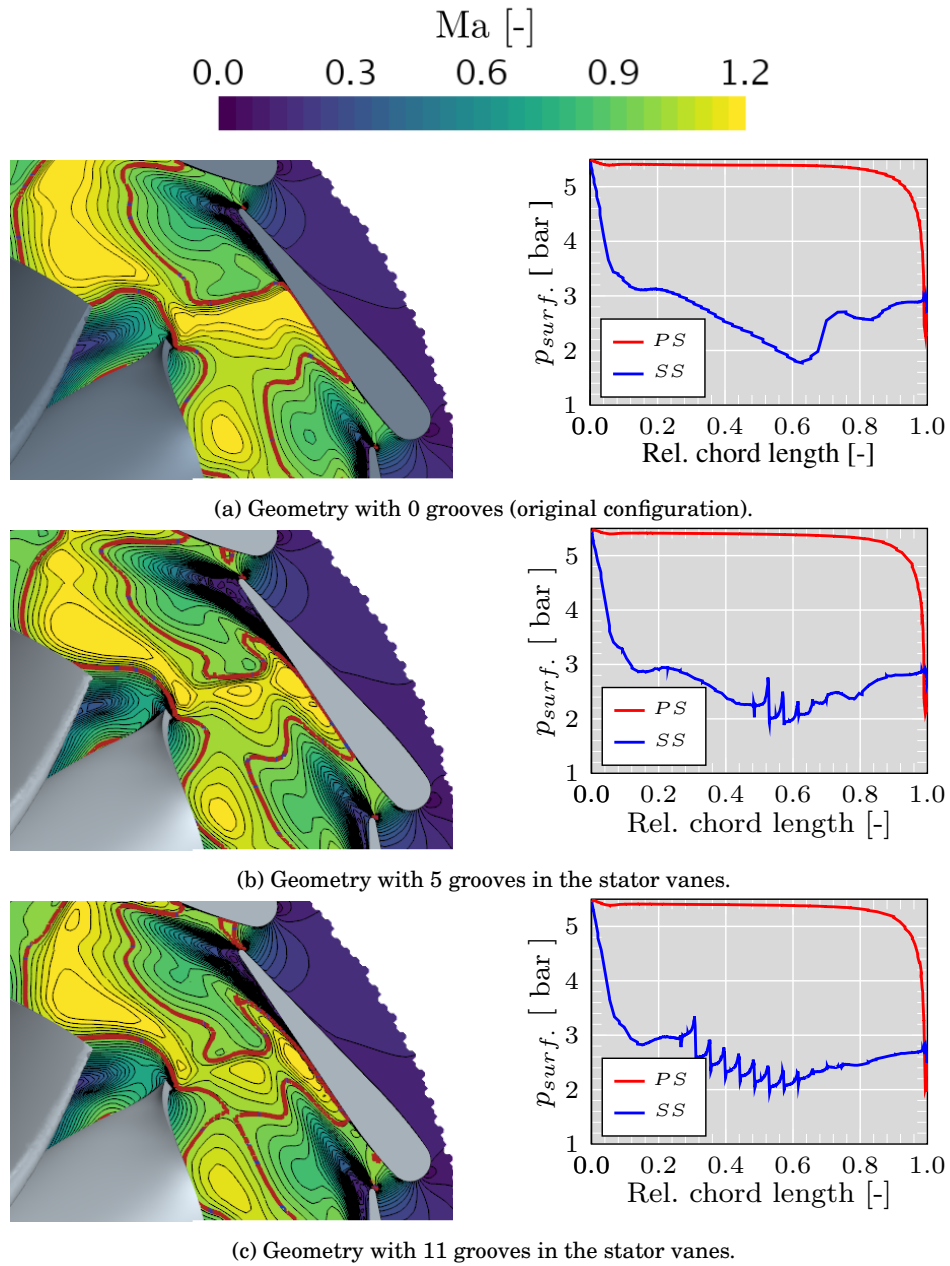 Ma [-]
0.0 0.3 0.6 0.9 1.2
5
4
3
2
1
p_surf. [ bar ]
PS
SS
0.0 0.2 0.4 0.6 0.8 1.0
Rel. chord length [-]
(a) Geometry with 0 grooves (original configuration).
5
4
3
2
1
p_surf. [ bar ]
PS
SS
0.0 0.2 0.4 0.6 0.8 1.0
Rel. chord length [-]
(b) Geometry with 5 grooves in the stator vanes.
5
4
3
2
1
p_surf. [ bar ]
PS
SS
0.0 0.2 0.4 0.6 0.8 1.0
Rel. chord length [-]
(c) Geometry with 11 grooves in the stator vanes.